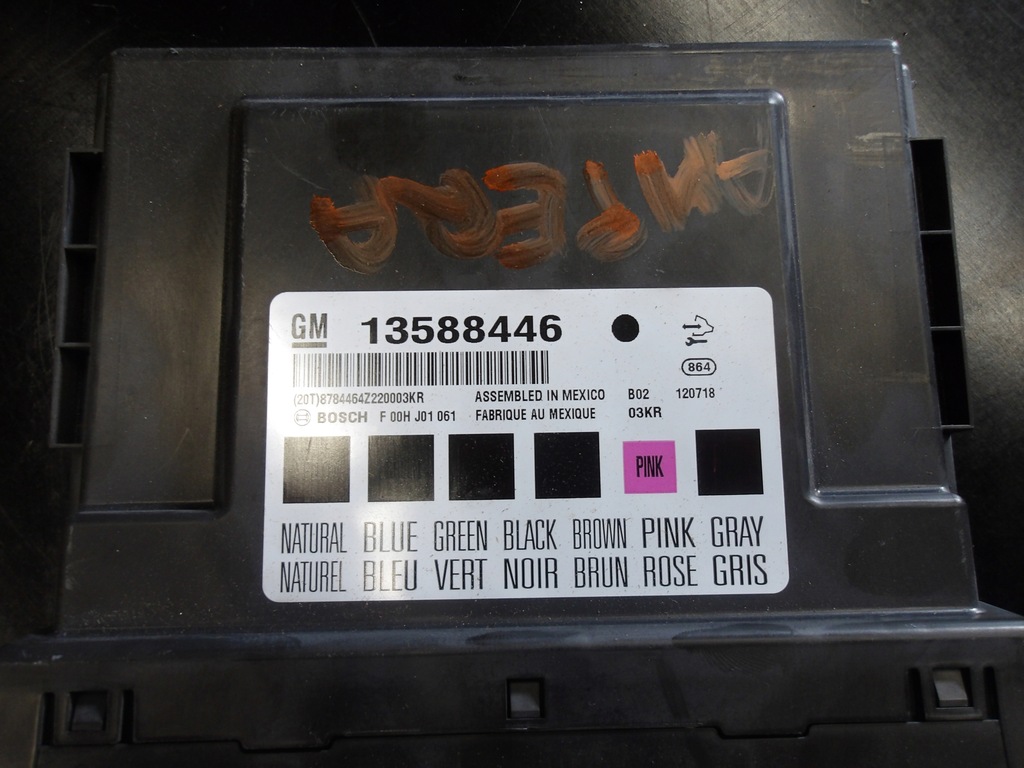 GM 13588446
864
(20T)8784464Z220003KR ASSEMBLED IN MEXICO B02 120718
BOSCH F 00H J01 061 FABRIQUE AU MEXIQUE 03KR
PINK
NATURAL BLUE GREEN BLACK BROWN PINK GRAY
NATUREL BLEU VERT NOIR BRUN ROSE GRIS